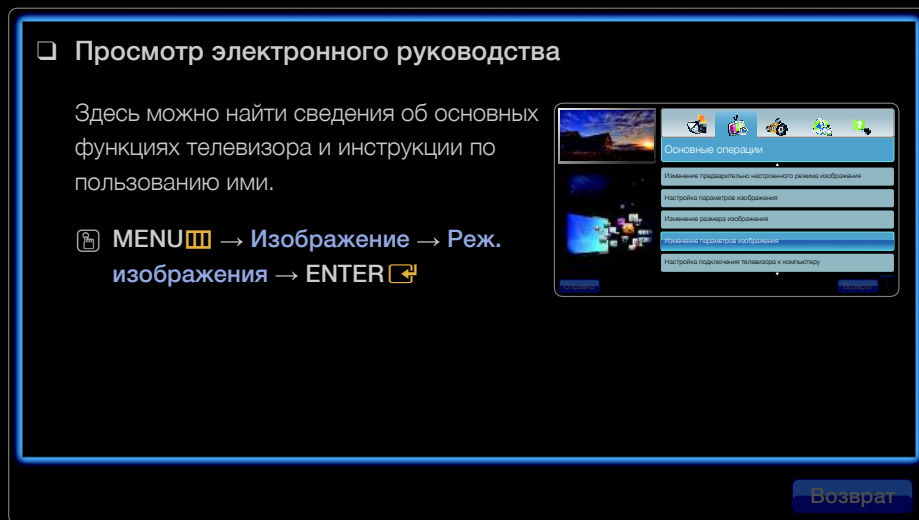 Просмотр электронного руководства
Здесь можно найти сведения об основных
функциях телевизора и инструкции по
пользованию ими.
MENU → Изображение → Реж.
изображения → ENTER
Основные операции
Изменение предварительно настроенного режима изображения
Настройка параметров изображения
Изменение размера изображения
Изменение параметров изображения
Настройка подключения телевизора к компьютеру
Справка
Возврат
Возврат